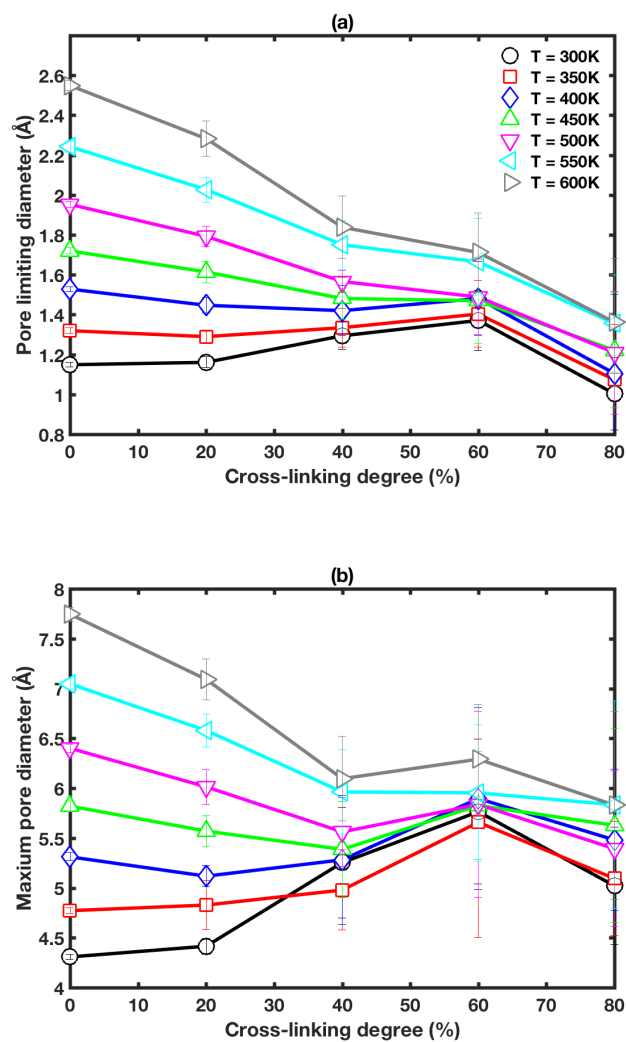 (a)
Pore limiting diameter (Å)
2.6
2.4
2.2
2
1.8
1.6
1.4
1.2
1
0.8
T = 300K
T = 350K
T = 400K
T = 450K
T = 500K
T = 550K
T = 600K
0 10 20 30 40 50 60 70 80
Cross-linking degree (%)
(b)
Maxium pore diameter (Å)
8
7.5
7
6.5
6
5.5
5
4.5
4
0 10 20 30 40 50 60 70 80
Cross-linking degree (%)